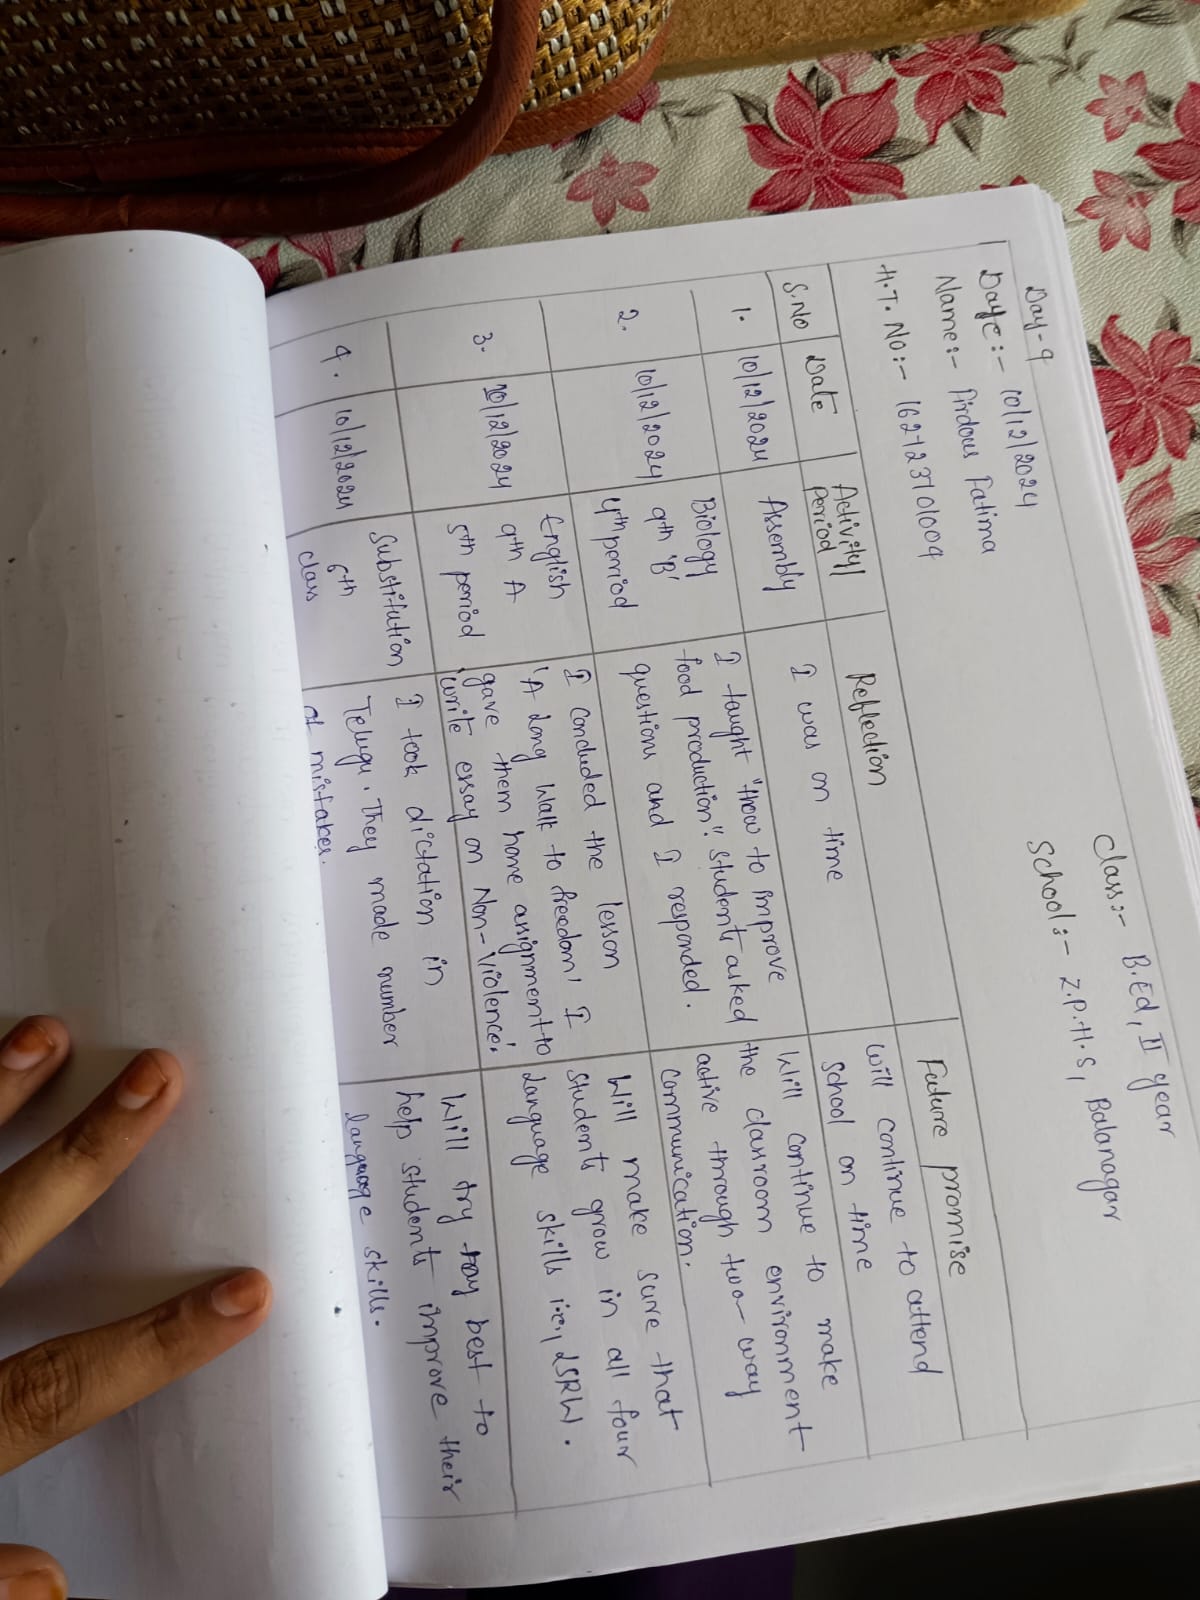 Day-9
Date:- 10/12/2024
Class:- B.Ed, II year
Name:- Firdous Fatima
School:- Z.P.H.S, Balanagar
H.T. No:- 162123701009
S.No Date Activity/ Period Reflection Future promise
1. 10/12/2024 Assembly I was on time
will continue to attend
school on time
2. 10/12/2024
Biology
9th 'B'
4th period
I taught "How to improve
food production". Students asked
questions and I responded.
Will continue to make
the classroom environment
active through two-way
communication.
3. 10/12/2024
English
9th A
5th period
I concluded the lesson
'A Long Walk to freedom, I
gave them home assignment to
'write essay on Non-Violence'.
Will make sure that
students grow in all four
Language skills i.e, LSRW.
4. 10/12/2024
Substitution
6th
class
I took dictation in
Telugu. They made number
of mistakes.
Will try my best to
help students improve their
language skills.